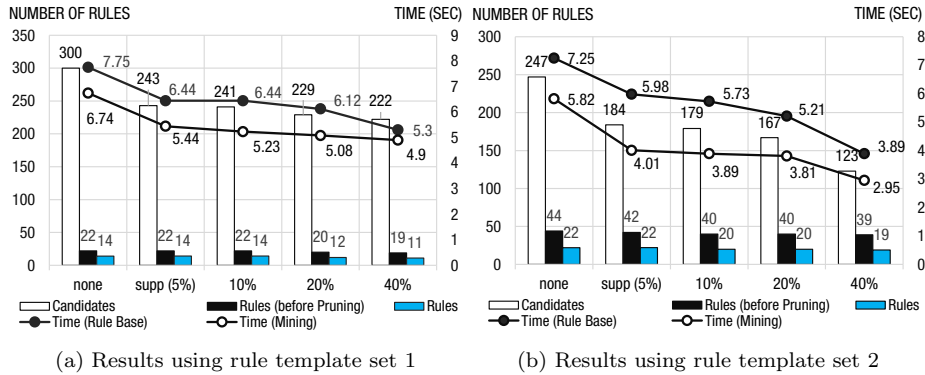 NUMBER OF RULES TIME (SEC)
350 300 250 200 150 100 50 0
9 8 7 6 5 4 3 2 1 0
300 243 241 229 222
7.75 6.44 6.44 6.12 5.3
6.74 5.44 5.23 5.08 4.9
22 14 22 14 22 14 20 12 19 11
none supp (5%) 10% 20% 40%
Candidates Rules (before Pruning) Rules
Time (Rule Base) Time (Mining)
(a) Results using rule template set 1
NUMBER OF RULES TIME (SEC)
300 250 200 150 100 50 0
8 7 6 5 4 3 2 1 0
247 184 179 167 123
7.25 5.98 5.73 5.21 3.89
5.82 4.01 3.89 3.81 2.95
44 22 42 22 40 20 40 20 39 19
none supp (5%) 10% 20% 40%
Candidates Rules (before Pruning) Rules
Time (Rule Base) Time (Mining)
(b) Results using rule template set 2